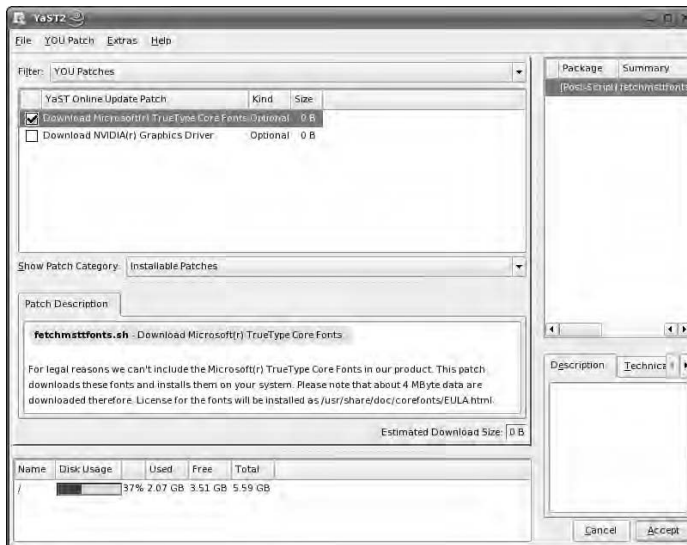 YaST2
File YOU Patch Extras Help
Filter: YOU Patches
YaST Online Update Patch Kind Size
Download Microsoft(r) TrueType Core Fonts Optional 0 B
Download NVIDIA(r) Graphics Driver Optional 0 B
Show Patch Category: Installable Patches
Patch Description
fetchmsttfonts.sh - Download Microsoft(r) TrueType Core Fonts
For legal reasons we can't include the Microsoft(r) TrueType Core Fonts in our product. This patch
downloads these fonts and installs them on your system. Please note that about 4 MByte data are
downloaded therefore. License for the fonts will be installed as /usr/share/doc/corefonts/EULA.html.
Estimated Download Size: 0 B
Name Disk Usage Used Free Total
/ 37% 2.07 GB 3.51 GB 5.59 GB
Package Summary
(Post-Script) fetchmsttfonts
Description Technical
Cancel Accept